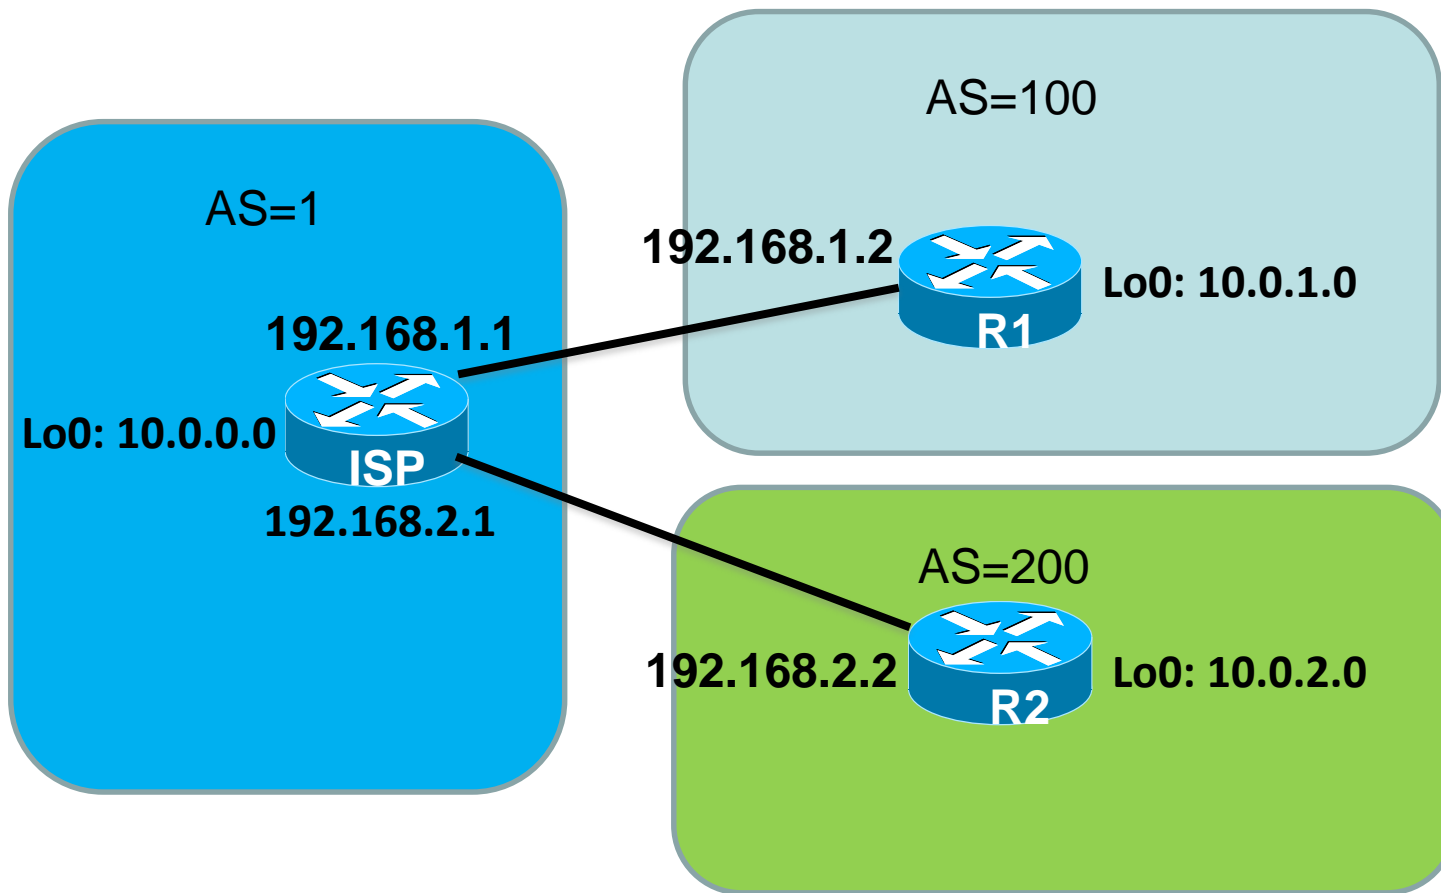 AS=1
192.168.1.1
Lo0: 10.0.0.0
ISP
192.168.2.1
AS=100
192.168.1.2
Lo0: 10.0.1.0
R1
AS=200
192.168.2.2
Lo0: 10.0.2.0
R2